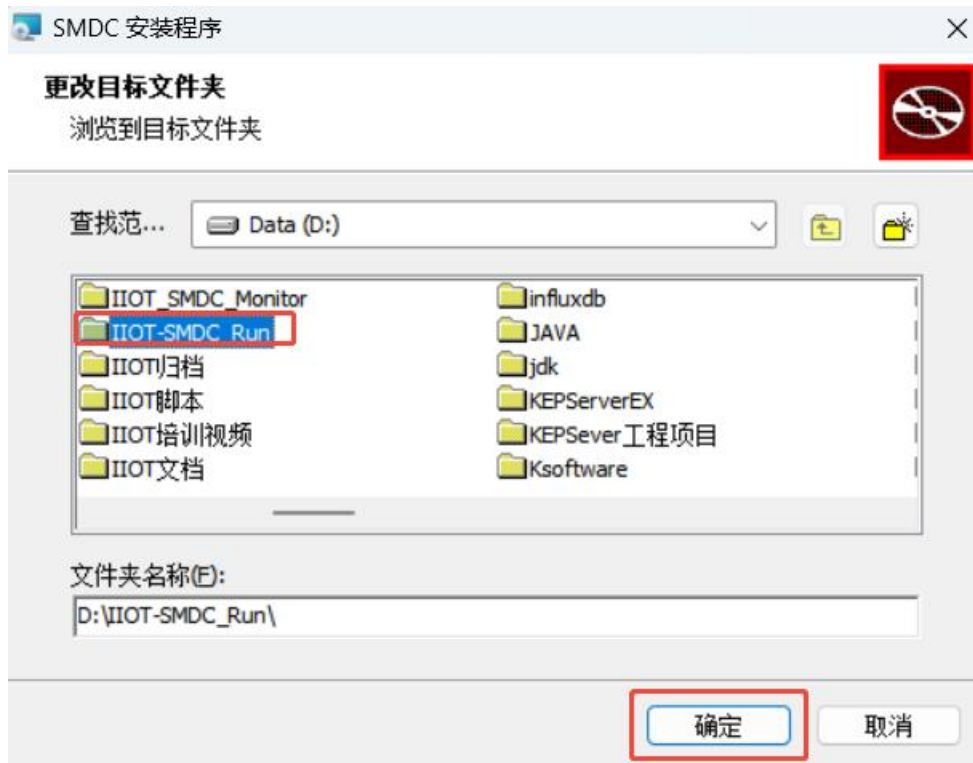 SMDC 安装程序
更改目标文件夹
浏览到目标文件夹
查找范... Data (D:)
IIOT_SMDC_Monitor influxdb
IIOT-SMDC_Run JAVA
IIOT归档 jdk
IIOT脚本 KEPServerEX
IIOT培训视频 KEPSever工程项目
IIOT文档 Ksoftware
文件夹名称(F):
D:\IIOT-SMDC_Run\
确定 取消